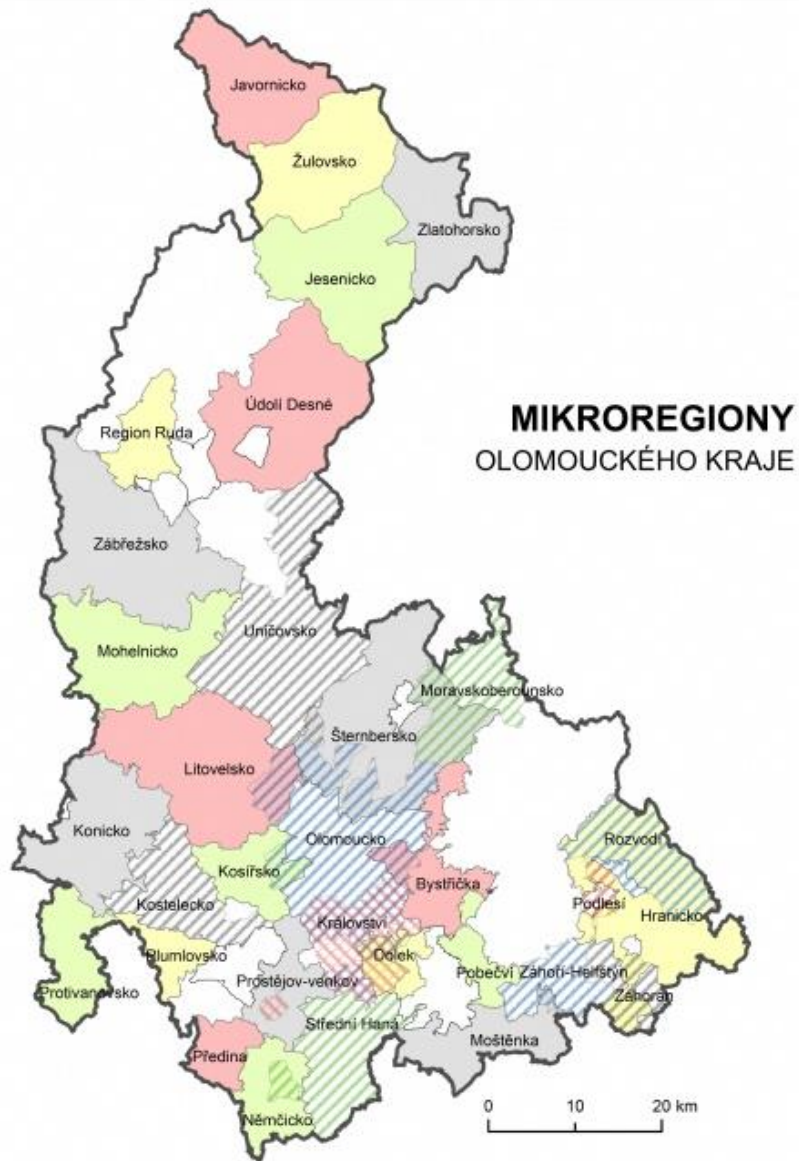 Javornicko
Žulovsko
Zlatohorsko
Jesenicko
Údolí Desné
MIKROREGIONY
OLOMOUCKÉHO KRAJE
Region Ruda
Zábřežsko
Uničovsko
Mohelnicko
Moravskoberounsko
Šternbersko
Litovelsko
Konicko
Olomoucko
Rozvodí
Kosířsko
Bystřička
Kostelecko
Podlesí
Hranicko
Království
Plumlovsko
Dolek
Prostějov-venkov
Pobečví
Záhoří-Helfštýn
Protivanovsko
Záhoran
Střední Haná
Moštěnka
Předina
Němčicko
0 10 20 km